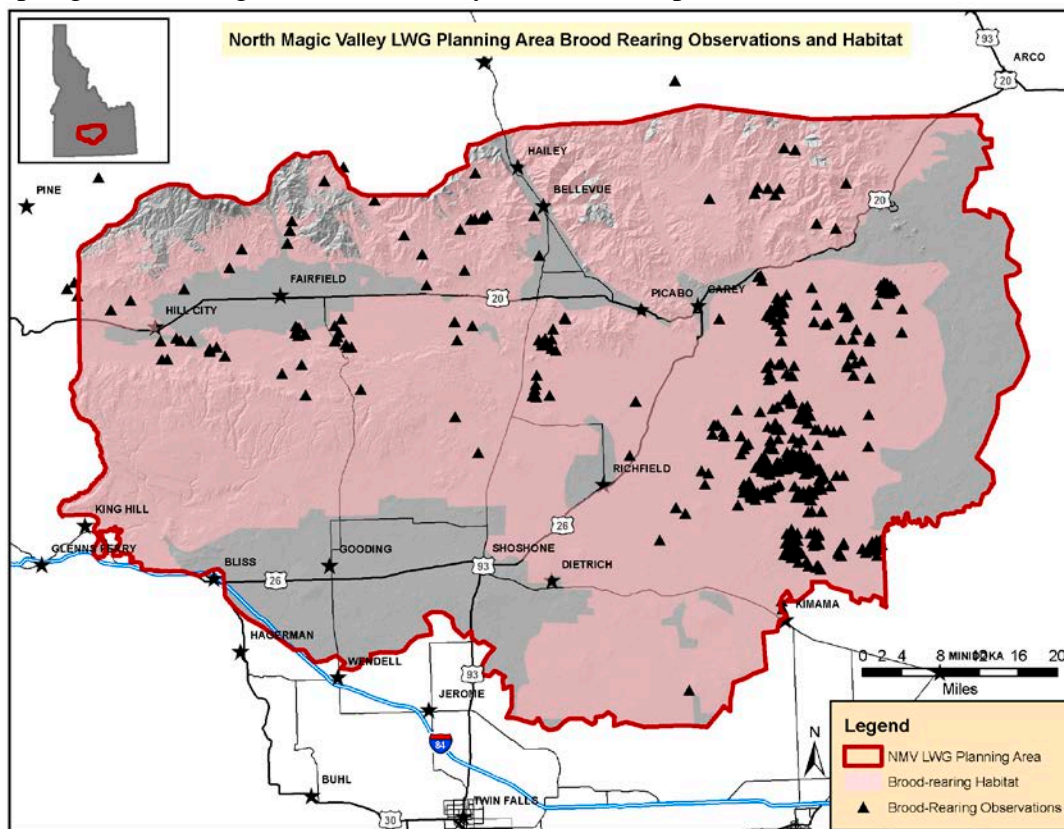 North Magic Valley LWG Planning Area Brood Rearing Observations and Habitat
93
ARCO
20
HAILEY
PINE
BELLEVUE
20
FAIRFIELD
20
PICABO
CAREY
HILL CITY
RICHFIELD
KING HILL
26
GLENNS FERRY
GOODING
SHOSHONE
BLISS
26
93
DIETRICH
KIMAMA
HAGERMAN
WENDELL
93
JEROME
84
BUHL
TWIN FALLS
30
0 2 4 8 12 16 20
MINIDOKA
Miles
N
Legend
NMV LWG Planning Area
Brood-rearing Habitat
Brood-Rearing Observations